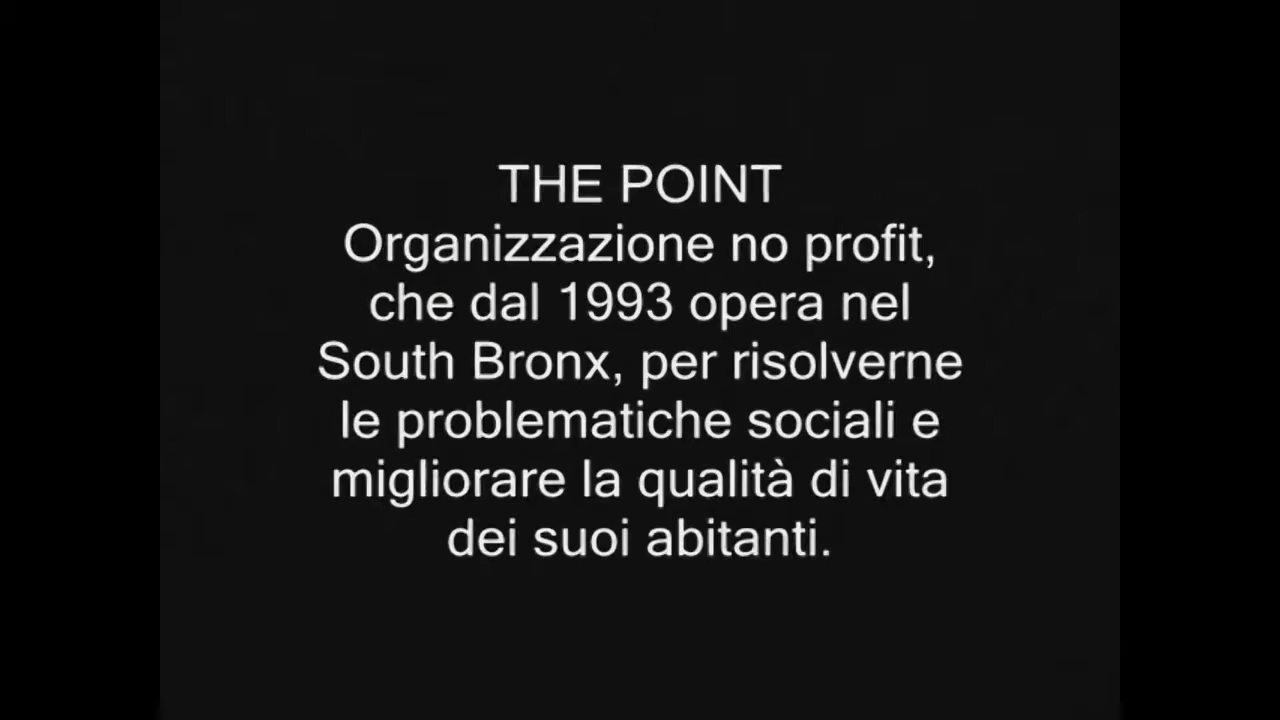 THE POINT
Organizzazione no profit,
che dal 1993 opera nel
South Bronx, per risolverne
le problematiche sociali e
migliorare la qualità di vita
dei suoi abitanti.